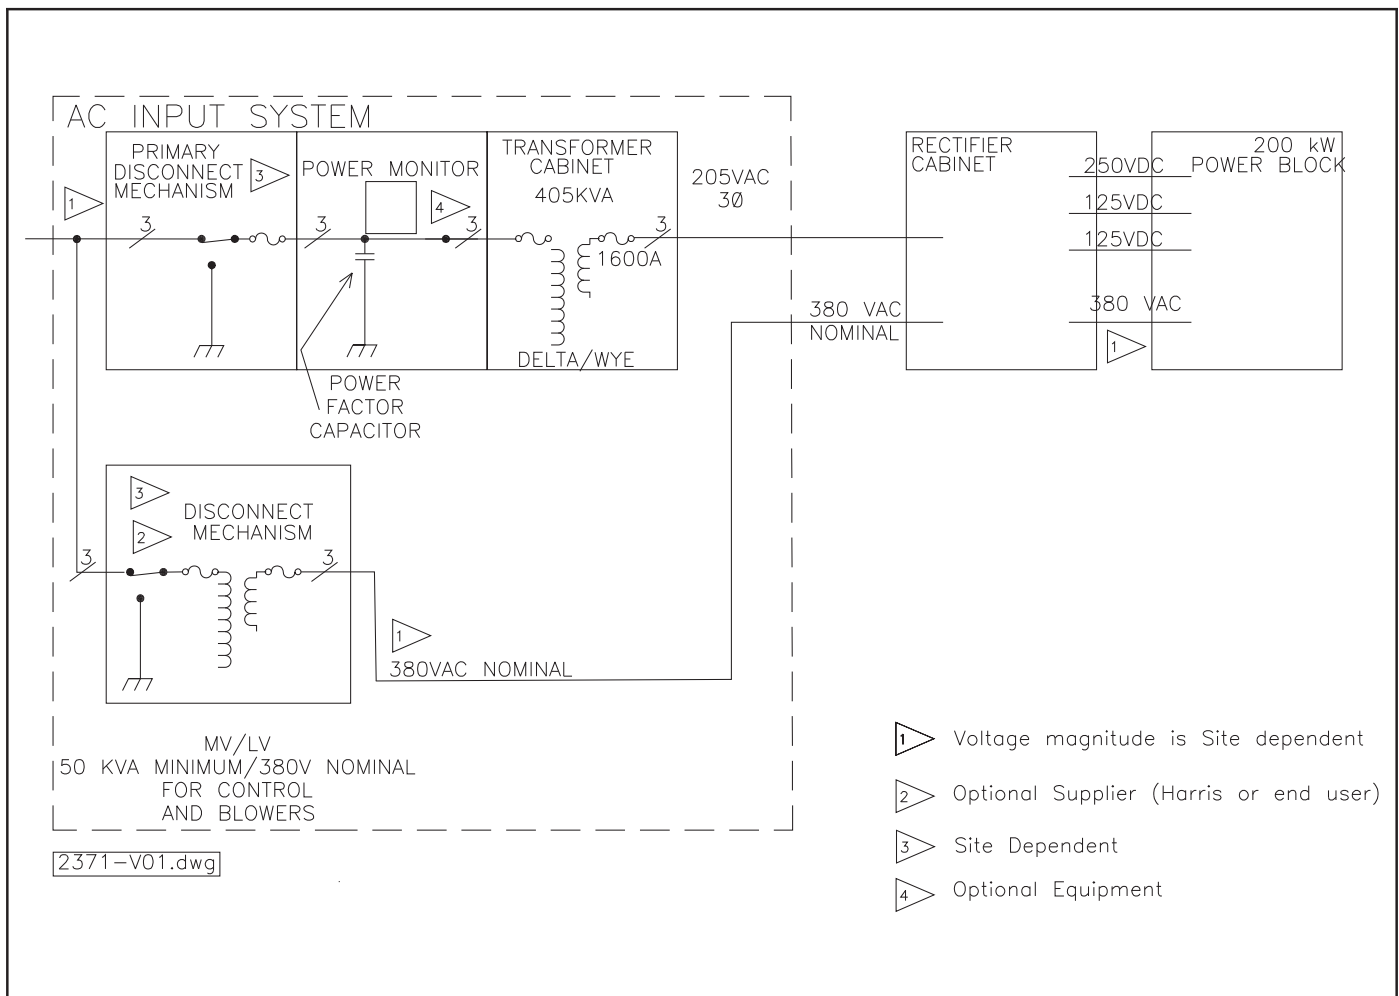 AC INPUT SYSTEM
PRIMARY
DISCONNECT
MECHANISM
3
1
3
POWER MONITOR
4
3
3
POWER
FACTOR
CAPACITOR
TRANSFORMER
CABINET
405KVA
3
1600A
DELTA/WYE
205VAC
3Ø
380 VAC
NOMINAL
RECTIFIER
CABINET
250VDC
125VDC
125VDC
380 VAC
1
200 kW
POWER BLOCK
3
DISCONNECT
2
MECHANISM
3
3
1
380VAC NOMINAL
MV/LV
50 KVA MINIMUM/380V NOMINAL
FOR CONTROL
AND BLOWERS
2371-V01.dwg
1 Voltage magnitude is Site dependent
2 Optional Supplier (Harris or end user)
3 Site Dependent
4 Optional Equipment